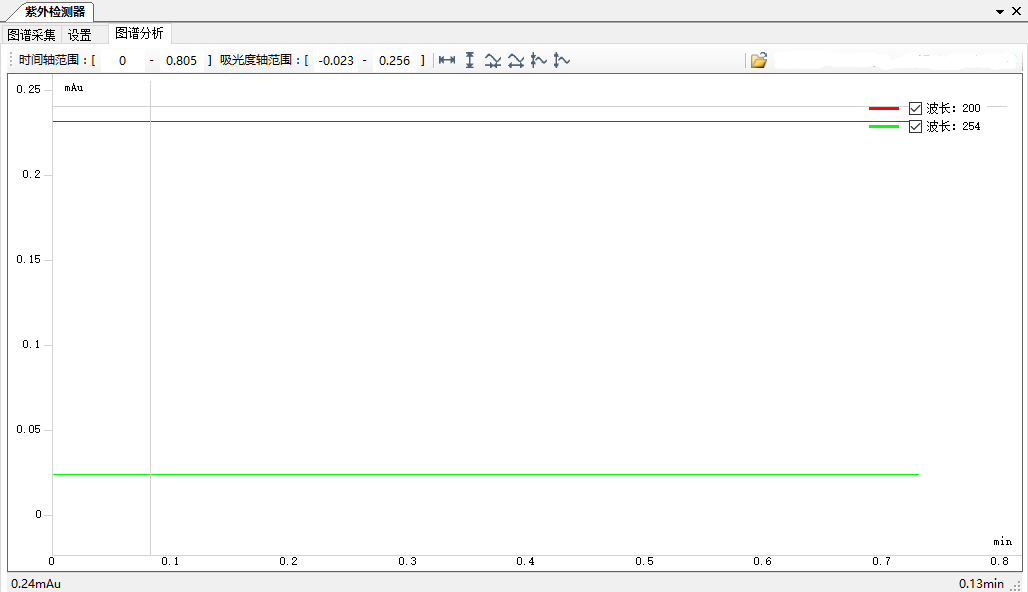 紫外检测器
图谱采集 设置 图谱分析
时间轴范围：[ 0 - 0.805 ] 吸光度轴范围：[ -0.023 - 0.256 ]
0.25 mAu
波长：200
波长：254
0.2
0.15
0.1
0.05
0
min
0 0.1 0.2 0.3 0.4 0.5 0.6 0.7 0.8
0.24mAu 0.13min